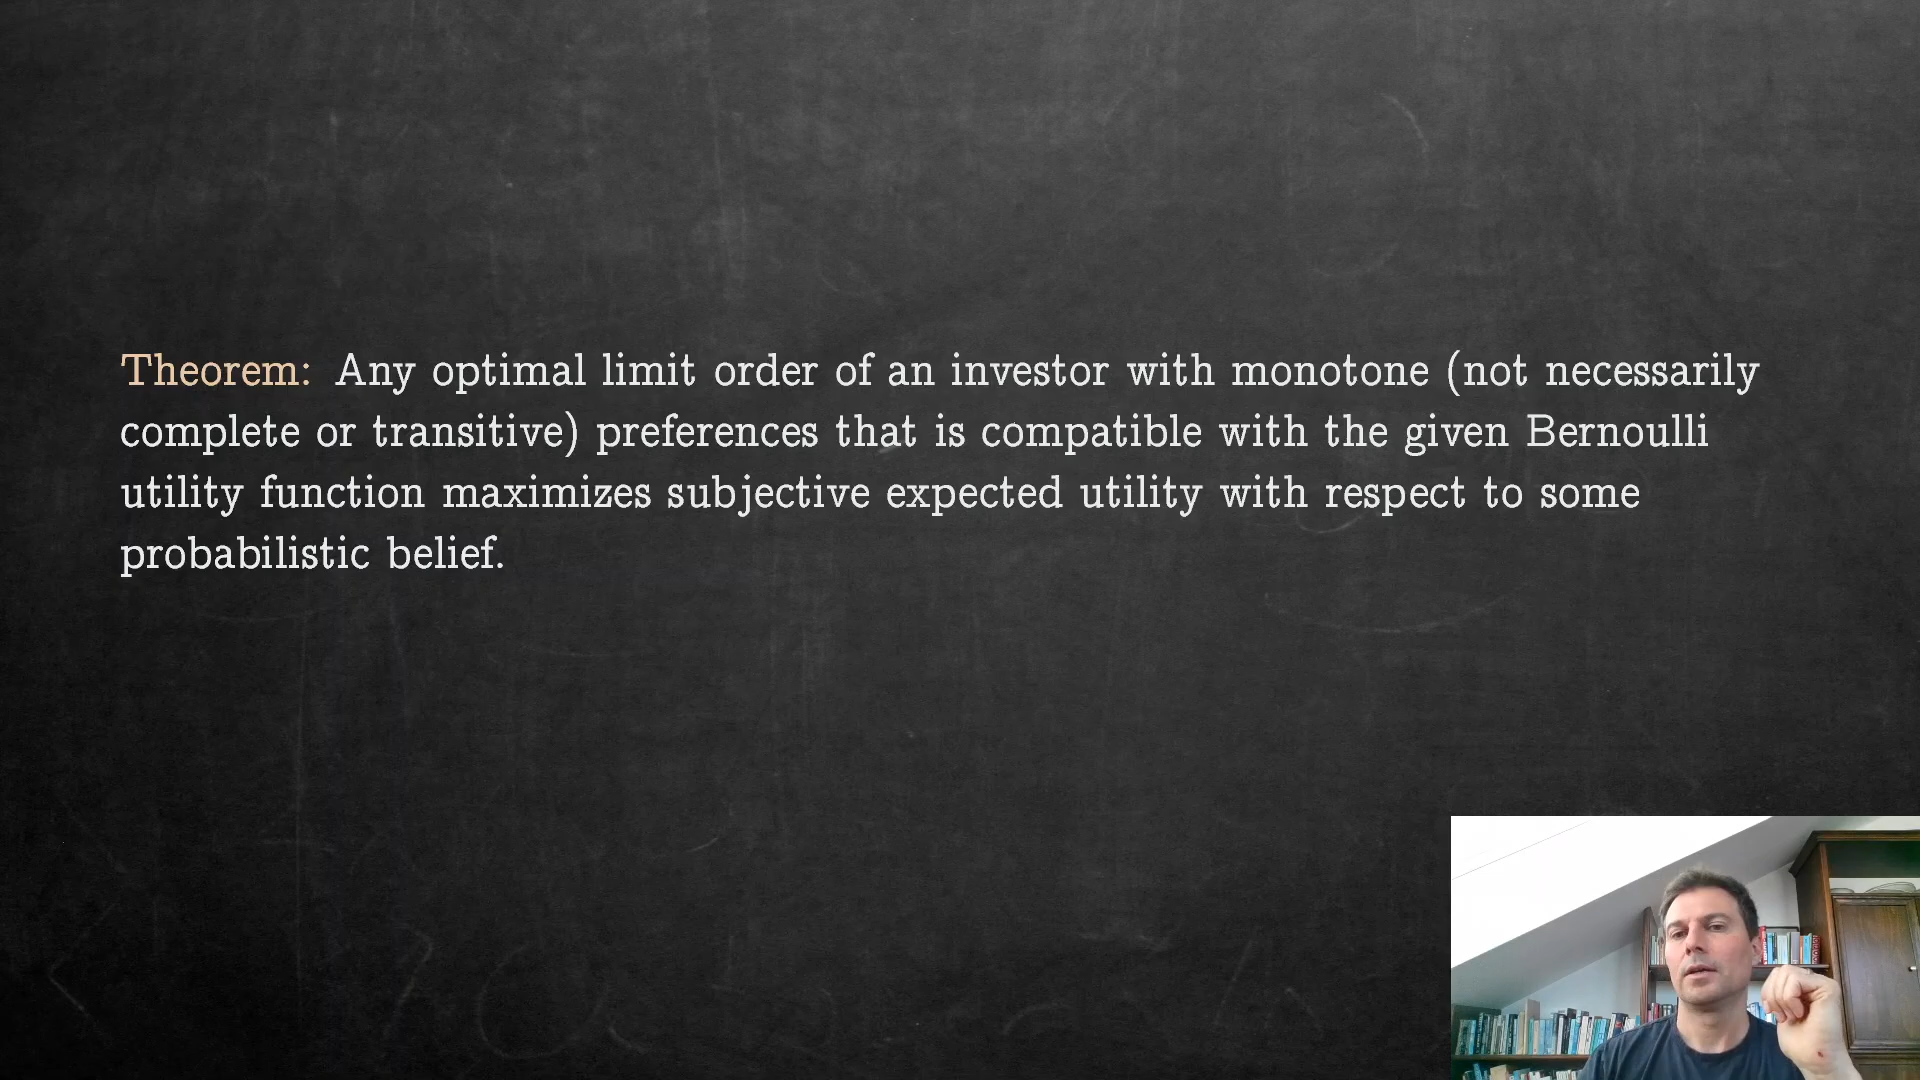 Theorem: Any optimal limit order of an investor with monotone (not necessarily
complete or transitive) preferences that is compatible with the given Bernoulli
utility function maximizes subjective expected utility with respect to some
probabilistic belief.